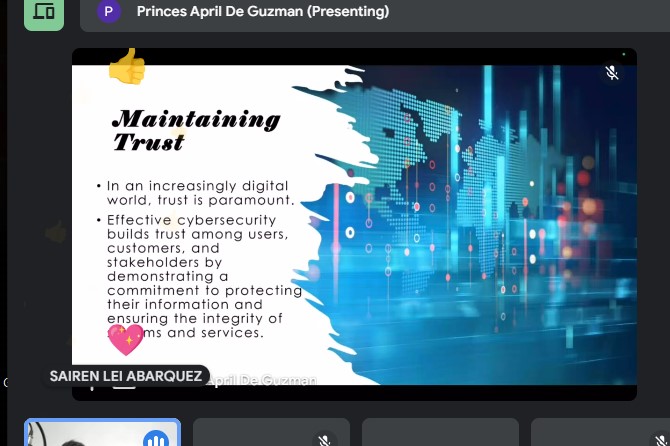 P
Princes April De Guzman (Presenting)
Maintaining
Trust
• In an increasingly digital
world, trust is paramount.
• Effective cybersecurity
builds trust among users,
customers, and
stakeholders by
demonstrating a
commitment to protecting
their information and
ensuring the integrity of
and services.
SAIREN LEI ABARQUEZ
April De Guzman